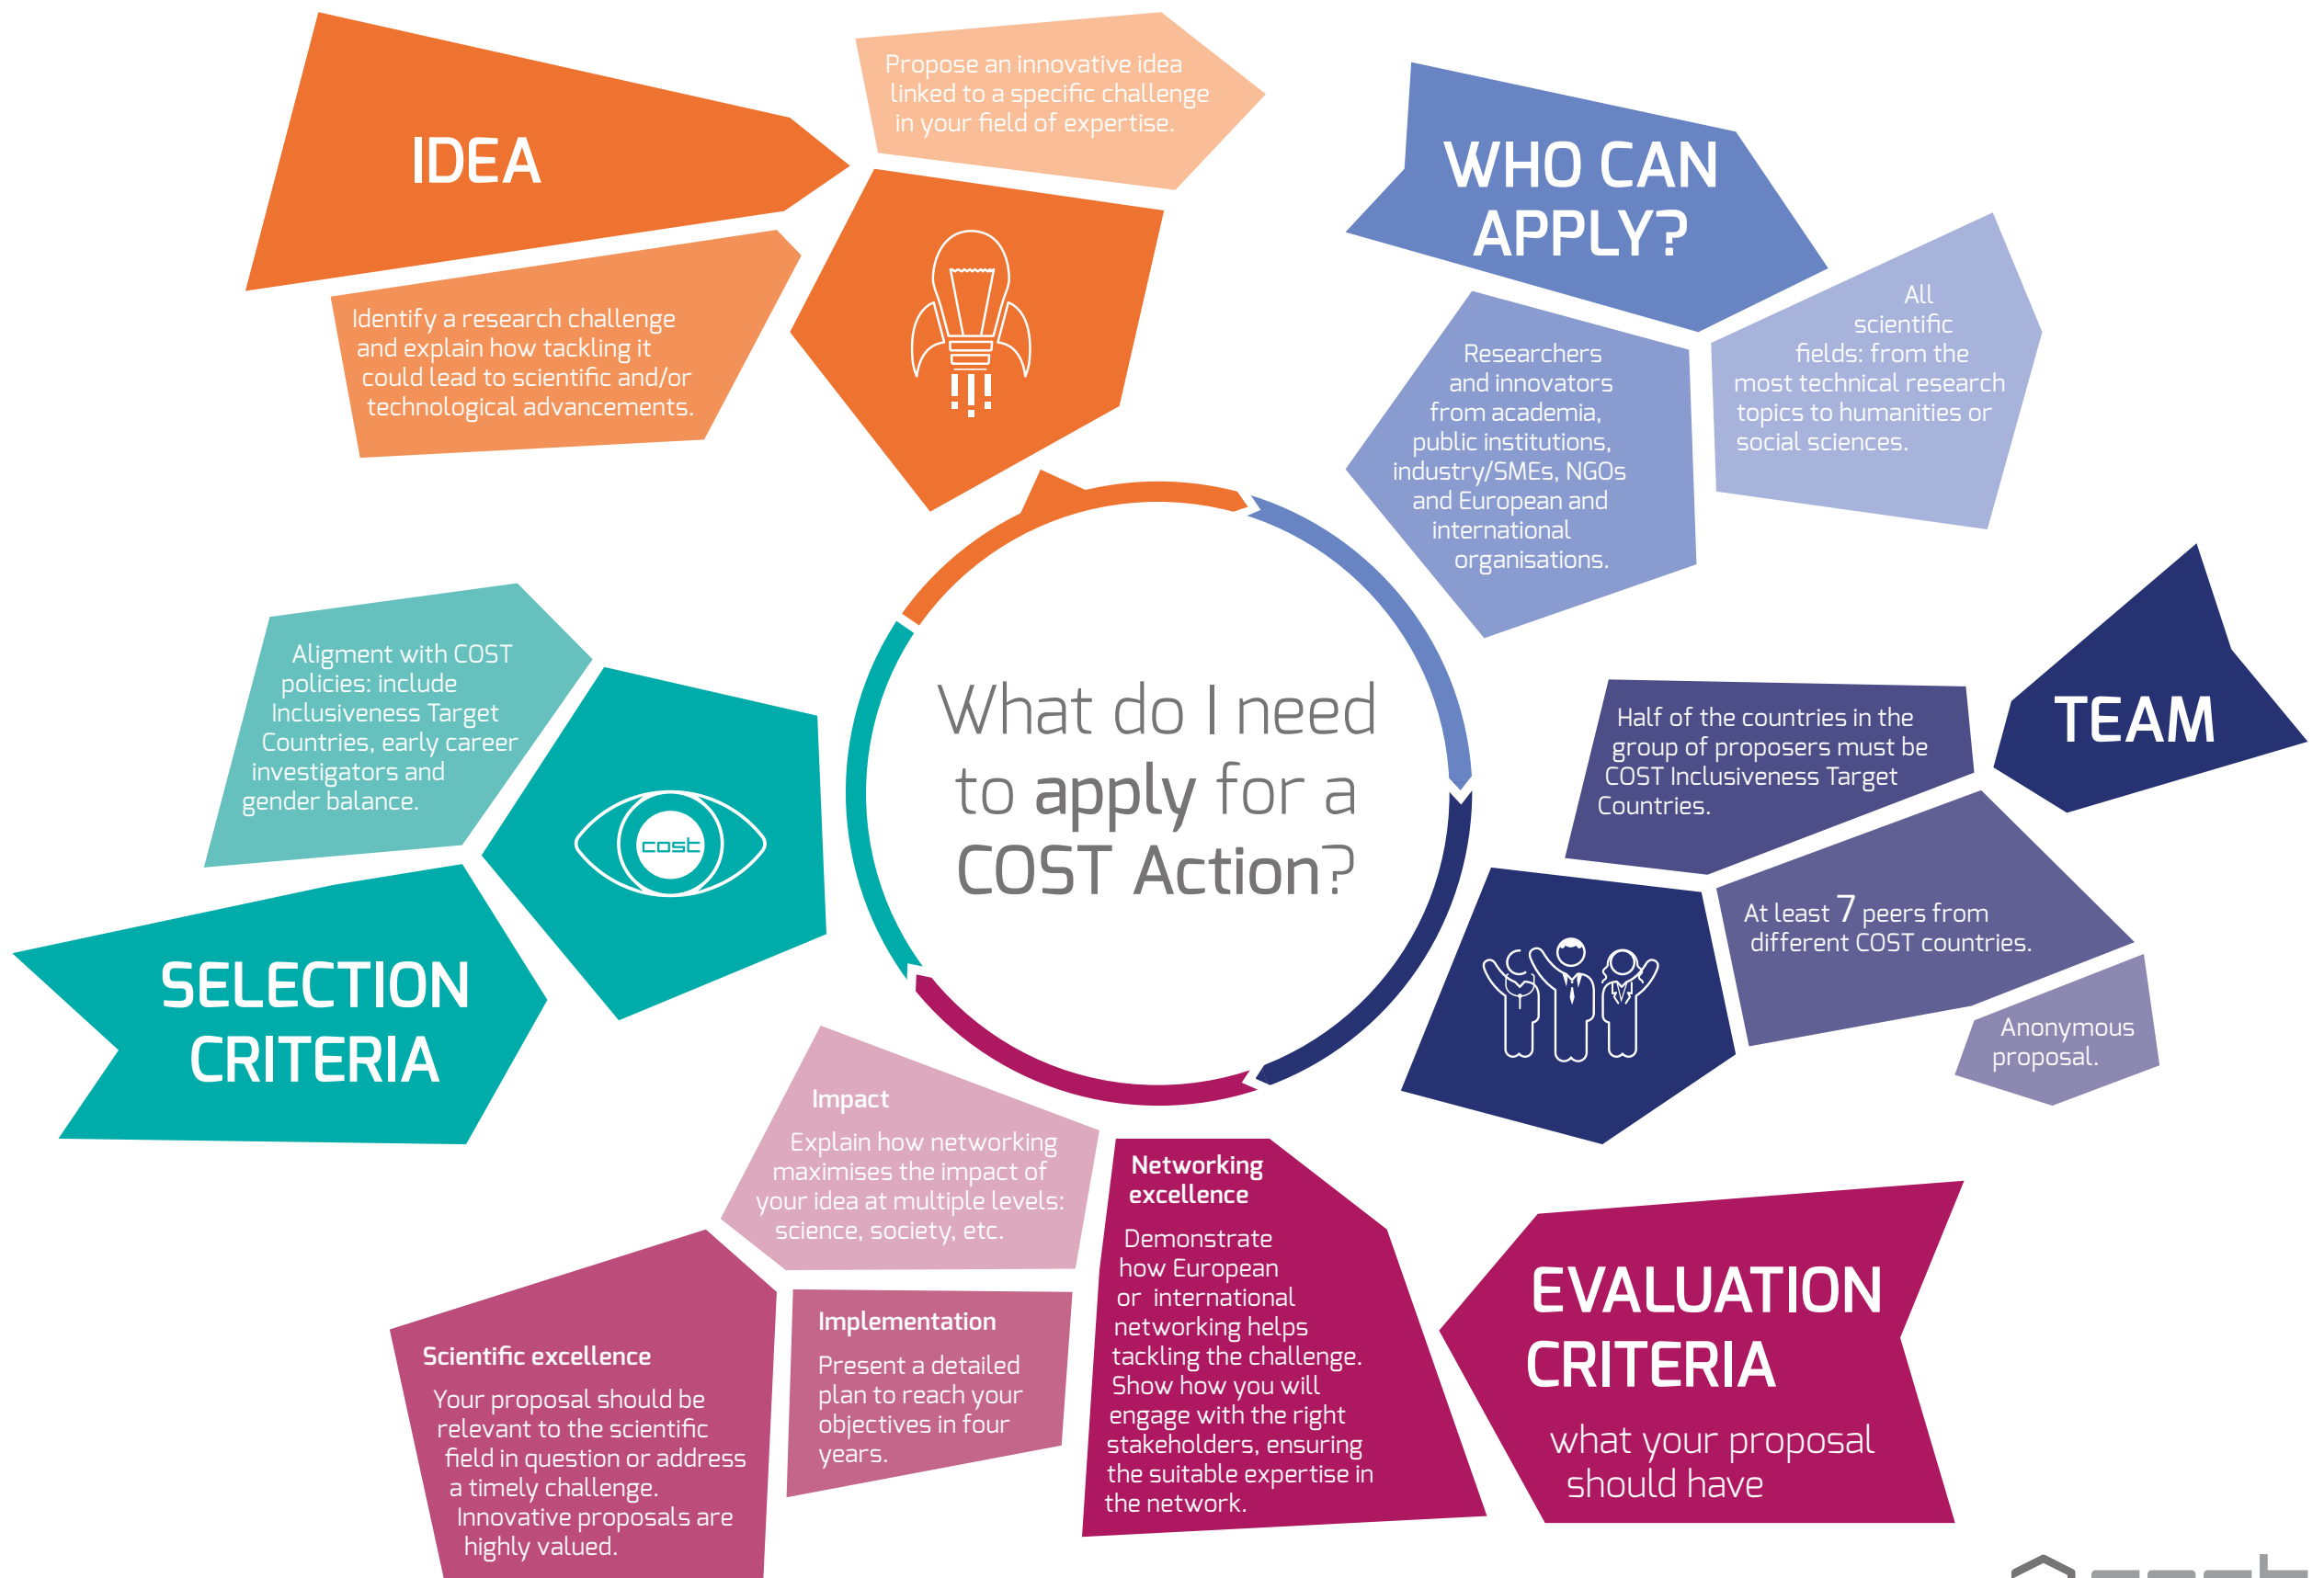 IDEA
Propose an innovative idea
linked to a specific challenge
in your field of expertise.
Identify a research challenge
and explain how tackling it
could lead to scientific and/or
technological advancements.
WHO CAN
APPLY?
Researchers
and innovators
from academia,
public institutions,
industry/SMEs, NGOs
and European and
international
organisations.
All
scientific
fields: from the
most technical research
topics to humanities or
social sciences.
What do I need
to apply for a
COST Action?
TEAM
Half of the countries in the
group of proposers must be
COST Inclusiveness Target
Countries.
At least 7 peers from
different COST countries.
Anonymous
proposal.
EVALUATION
CRITERIA
what your proposal
should have
Networking
excellence
Demonstrate
how European
or international
networking helps
tackling the challenge.
Show how you will
engage with the right
stakeholders, ensuring
the suitable expertise in
the network.
Impact
Explain how networking
maximises the impact of
your idea at multiple levels:
science, society, etc.
Implementation
Present a detailed
plan to reach your
objectives in four
years.
Scientific excellence
Your proposal should be
relevant to the scientific
field in question or address
a timely challenge.
Innovative proposals are
highly valued.
SELECTION
CRITERIA
Aligment with COST
policies: include
Inclusiveness Target
Countries, early career
investigators and
gender balance.
cost